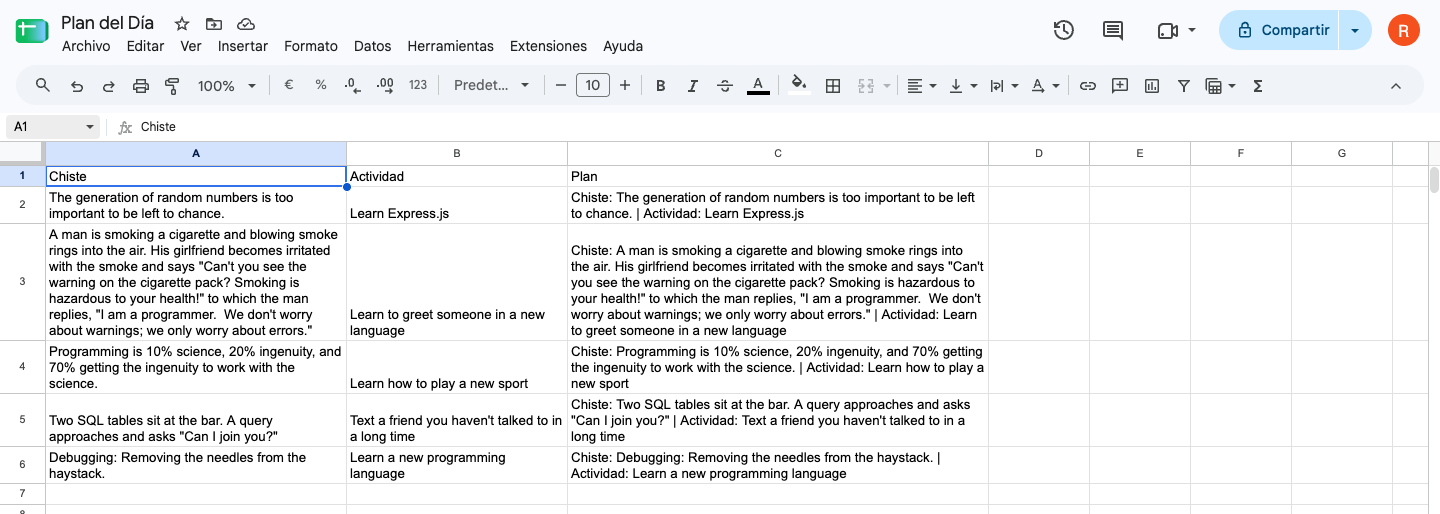 Plan del Día
Archivo Editar Ver Insertar Formato Datos Herramientas Extensiones Ayuda
Compartir
R
100% € % .0 .00 123 Predet... 10 B I A A Σ
A1 fx Chiste
A B C D E F G
1 Chiste Actividad Plan
2
The generation of random numbers is too
important to be left to chance.
Learn Express.js
Chiste: The generation of random numbers is too important to be left
to chance. | Actividad: Learn Express.js
3
A man is smoking a cigarette and blowing smoke
rings into the air. His girlfriend becomes irritated
with the smoke and says "Can't you see the
warning on the cigarette pack? Smoking is
hazardous to your health!" to which the man
replies, "I am a programmer.  We don't worry
about warnings; we only worry about errors."
Learn to greet someone in a new
language
Chiste: A man is smoking a cigarette and blowing smoke rings into
the air. His girlfriend becomes irritated with the smoke and says "Can't
you see the warning on the cigarette pack? Smoking is hazardous to
your health!" to which the man replies, "I am a programmer.  We don't
worry about warnings; we only worry about errors." | Actividad: Learn
to greet someone in a new language
4
Programming is 10% science, 20% ingenuity, and
70% getting the ingenuity to work with the
science.
Learn how to play a new sport
Chiste: Programming is 10% science, 20% ingenuity, and 70% getting
the ingenuity to work with the science. | Actividad: Learn how to play a
new sport
5
Two SQL tables sit at the bar. A query
approaches and asks "Can I join you?"
Text a friend you haven't talked to in
a long time
Chiste: Two SQL tables sit at the bar. A query approaches and asks
"Can I join you?" | Actividad: Text a friend you haven't talked to in a
long time
6
Debugging: Removing the needles from the
haystack.
Learn a new programming
language
Chiste: Debugging: Removing the needles from the haystack. |
Actividad: Learn a new programming language
7